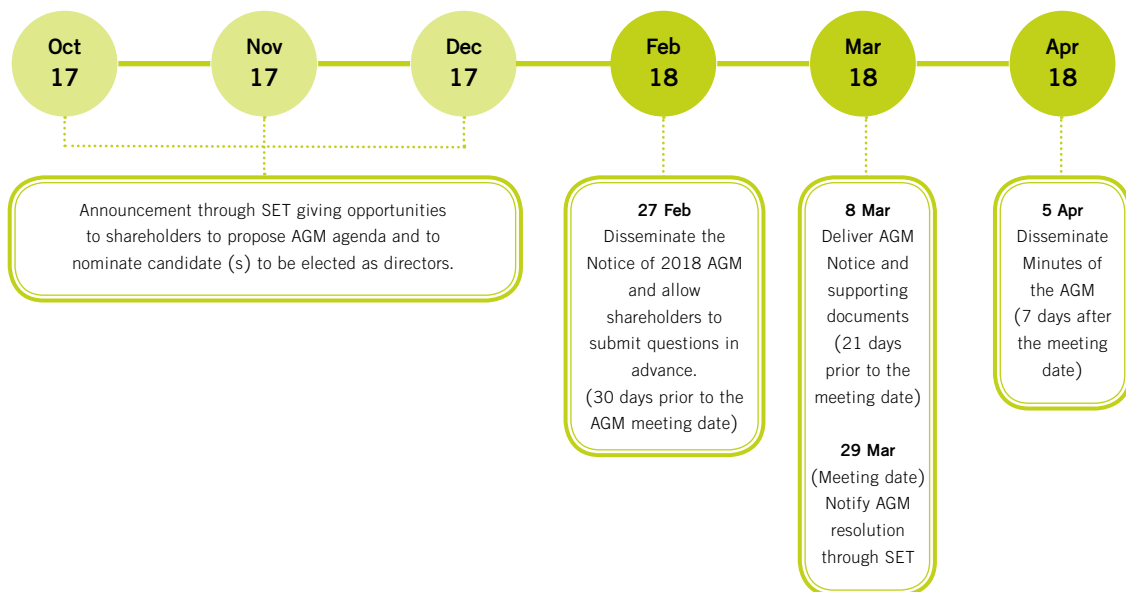 Oct
17
Nov
17
Dec
17
Feb
18
Mar
18
Apr
18
Announcement through SET giving opportunities
to shareholders to propose AGM agenda and to
nominate candidate (s) to be elected as directors.
27 Feb
Disseminate the
Notice of 2018 AGM
and allow
shareholders to
submit questions in
advance.
(30 days prior to the
AGM meeting date)
8 Mar
Deliver AGM
Notice and
supporting
documents
(21 days
prior to the
meeting date)
29 Mar
(Meeting date)
Notify AGM
resolution
through SET
5 Apr
Disseminate
Minutes of
the AGM
(7 days after
the meeting
date)